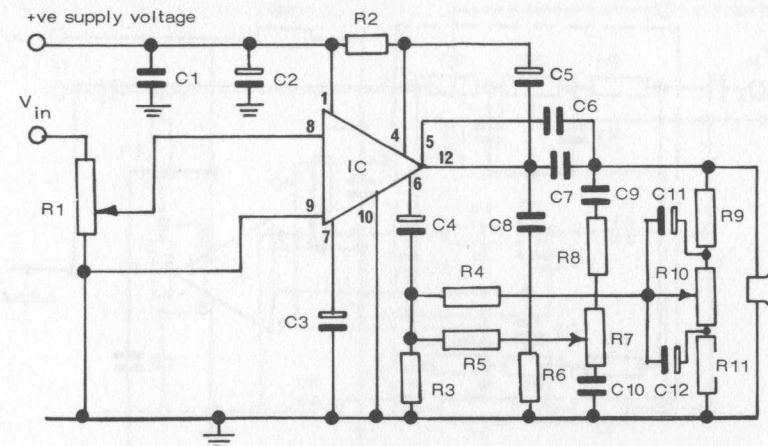 +ve supply voltage
R2
C1
C2
C5
V in
1
8
4
5
C6
12
IC
6
C7
C9
C11
R9
R1
9
7
10
C4
C8
R8
R4
R10
C3
R5
R7
R3
R6
C10
C12
R11